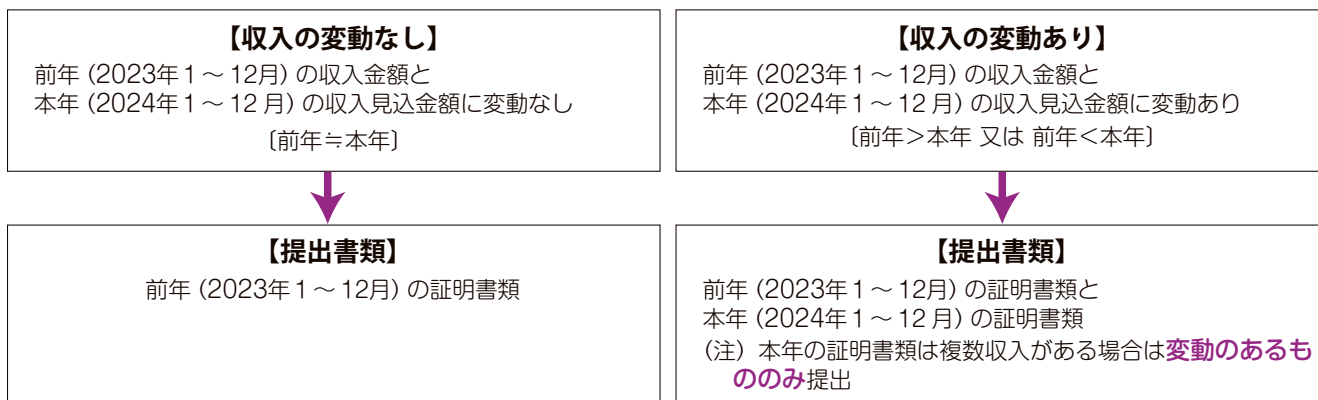 【収入の変動なし】
前年(2023年1～12月)の収入金額と
本年(2024年1～12月)の収入見込金額に変動なし
〔前年≒本年〕
【提出書類】
前年(2023年1～12月)の証明書類
【収入の変動あり】
前年(2023年1～12月)の収入金額と
本年(2024年1～12月)の収入見込金額に変動あり
〔前年＞本年 又は 前年＜本年〕
【提出書類】
前年(2023年1～12月)の証明書類と
本年(2024年1～12月)の証明書類
(注) 本年の証明書類は複数収入がある場合は変動のあるも
ののみ提出